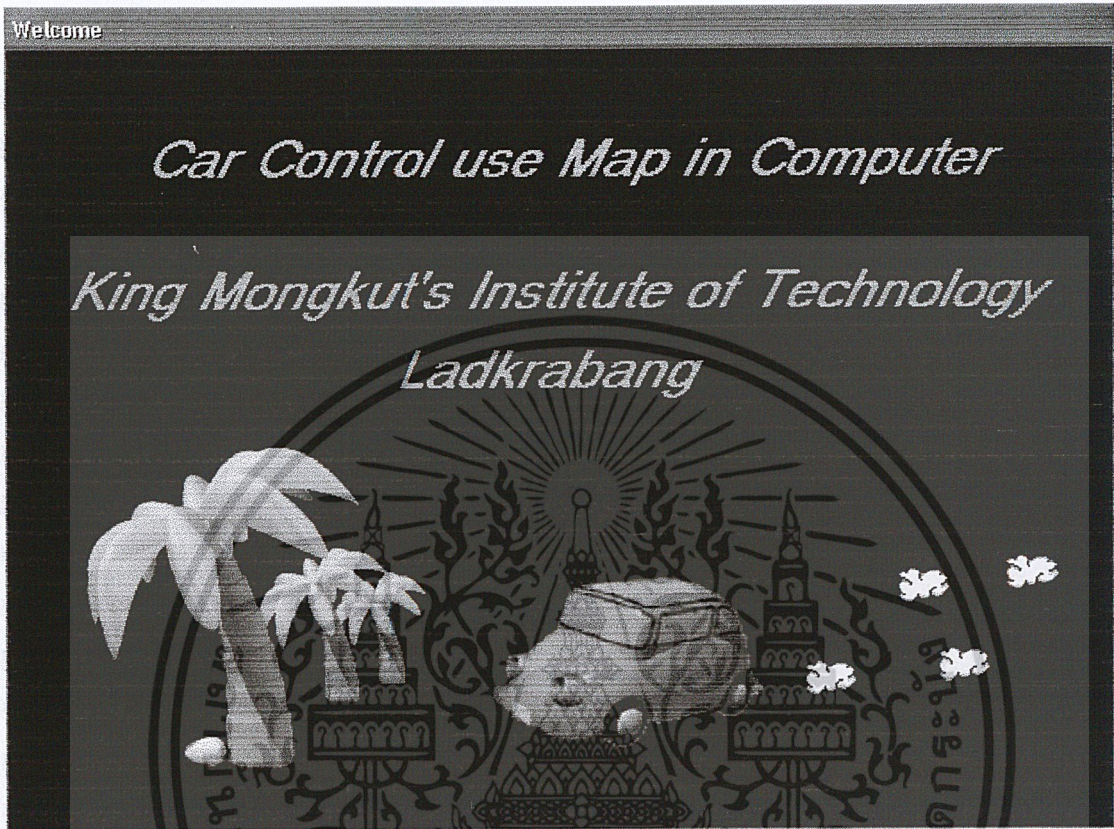 Welcome
Car Control use Map in Computer
King Mongkut's Institute of Technology
Ladkrabang